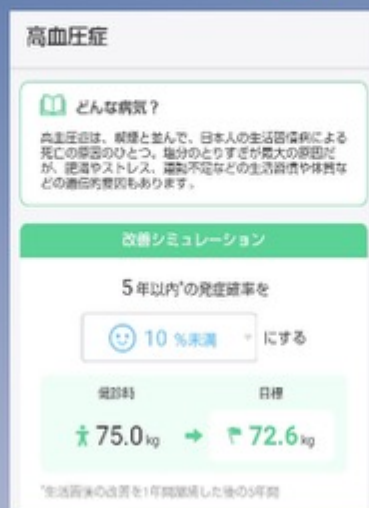 高血圧症
どんな病気？
高血圧症は、喫煙と並んで、日本人の生活習慣病による
死亡の原因のひとつ。塩分のとりすぎが最大の原因だ
が、肥満やストレス、運動不足などの生活習慣や体質な
どの遺伝的要因もあります。
改善シミュレーション
5年以内*の発症確率を
10 %未満 にする
健診時 目標
75.0 kg 72.6 kg
*生活習慣の改善を1年間継続した後の5年間